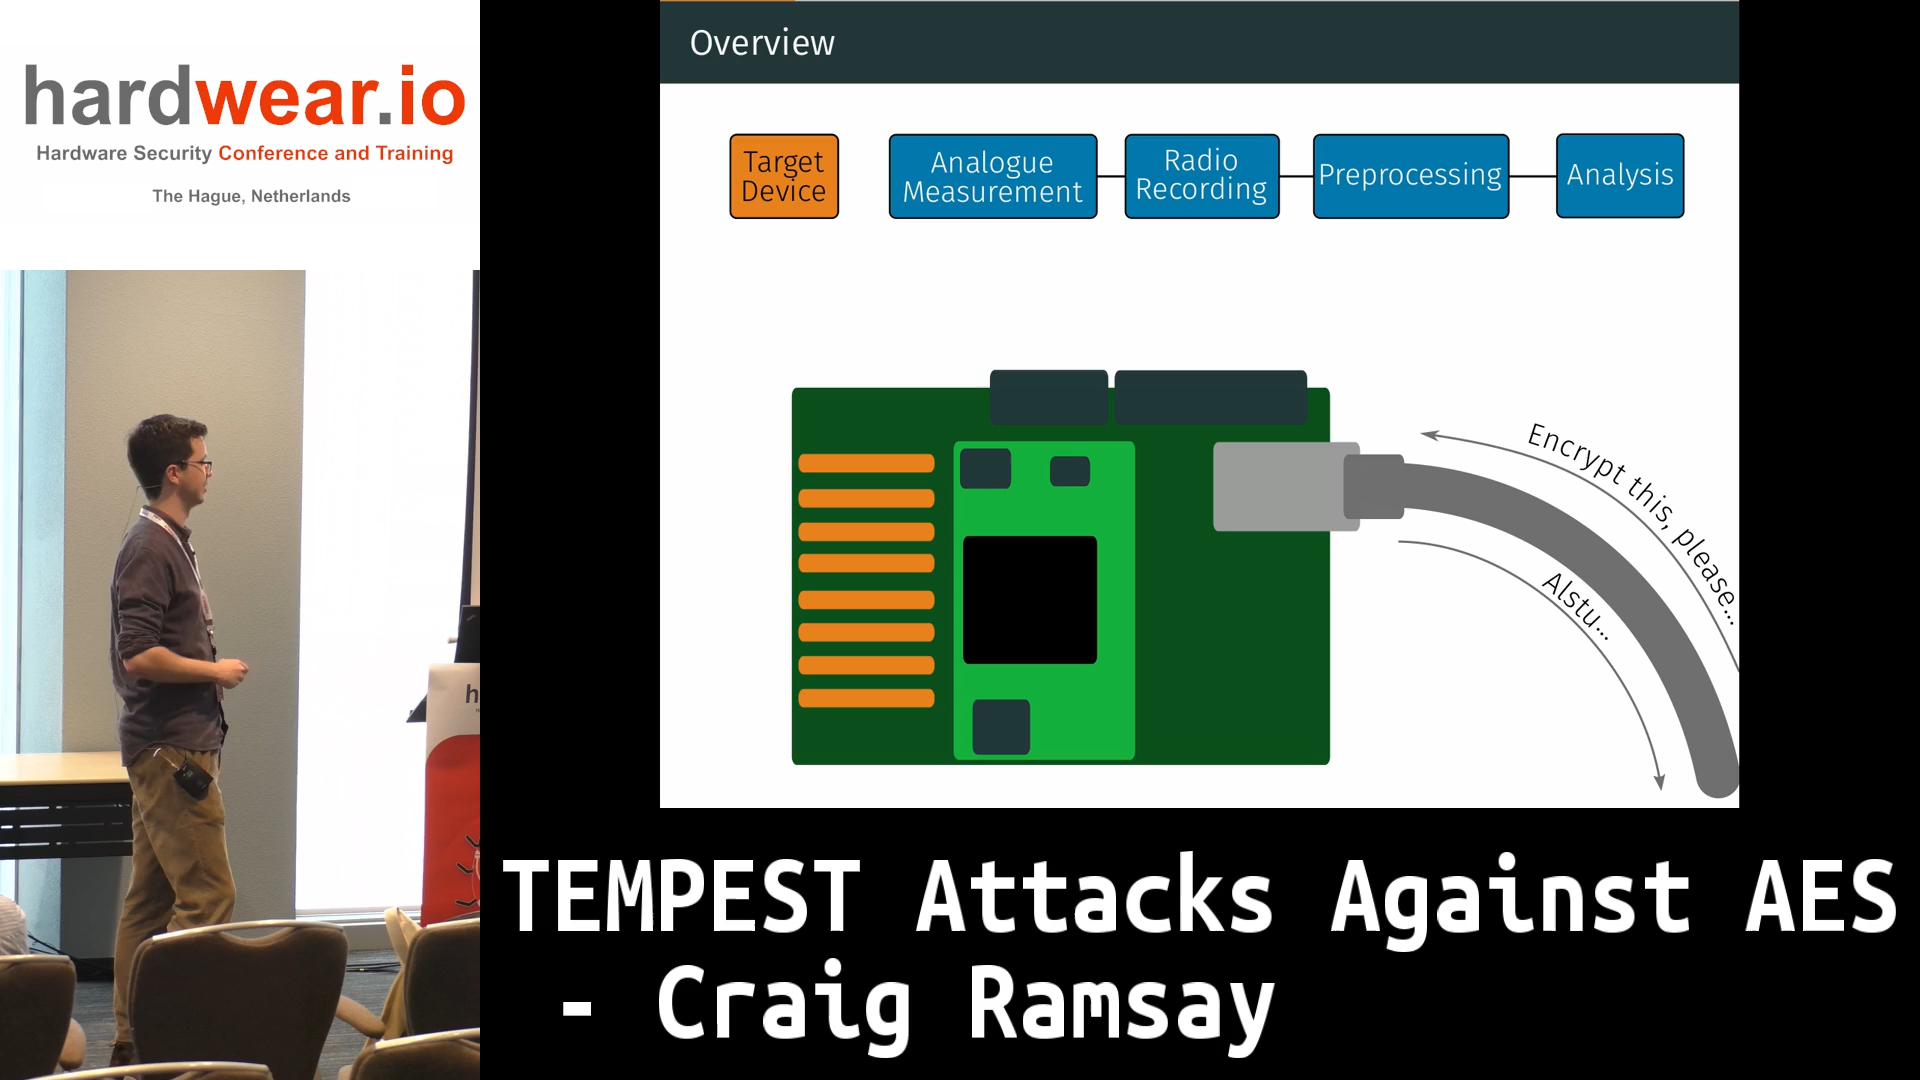 hardwear.io
Hardware Security Conference and Training
The Hague, Netherlands
Overview
Target
Device
Analogue
Measurement
Radio
Recording
Preprocessing
Analysis
Encrypt this, please...
Alstu...
h
TEMPEST Attacks Against AES
- Craig Ramsay